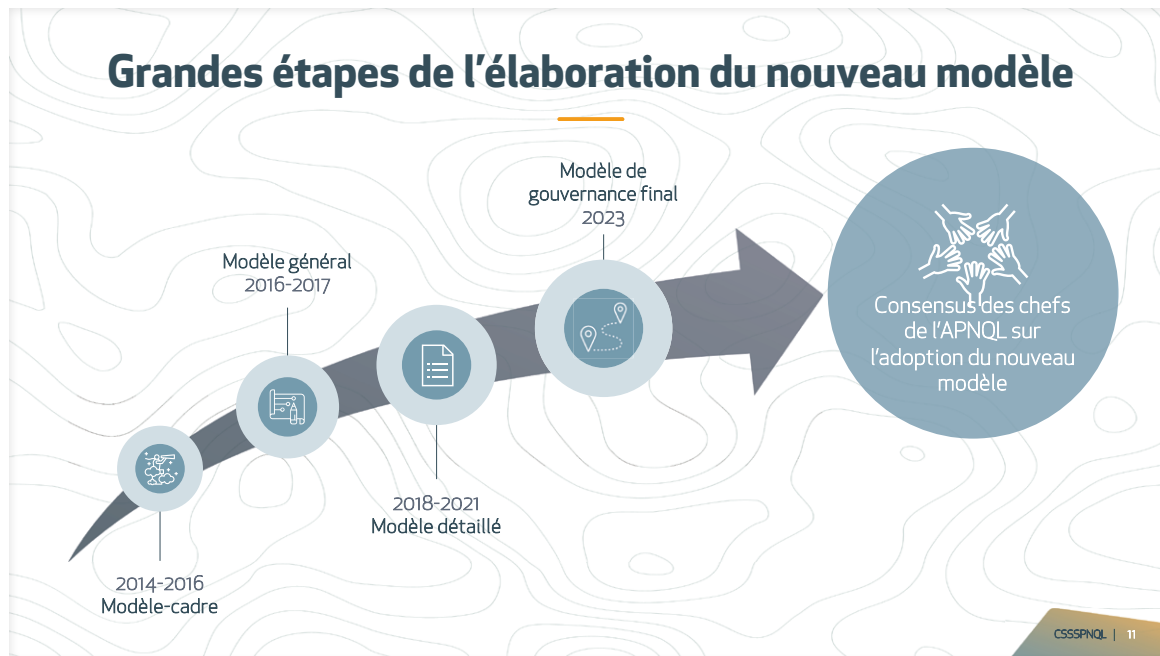 Grandes étapes de l’élaboration du nouveau modèle
Modèle de
gouvernance final
2023
Modèle général
2016-2017
2018-2021
Modèle détaillé
2014-2016
Modèle-cadre
Consensus des chefs
de l’APNQL sur
l’adoption du nouveau
modèle
CSSSPNQL | 11